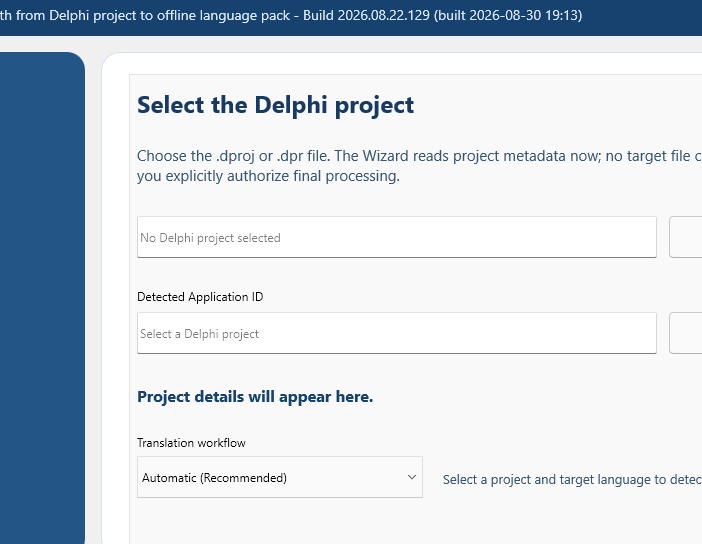 th from Delphi project to offline language pack - Build 2026.08.22.129 (built 2026-08-30 19:13)
Select the Delphi project
Choose the .dproj or .dpr file. The Wizard reads project metadata now; no target file c
you explicitly authorize final processing.
No Delphi project selected
Detected Application ID
Select a Delphi project
Project details will appear here.
Translation workflow
Automatic (Recommended)
Select a project and target language to detec